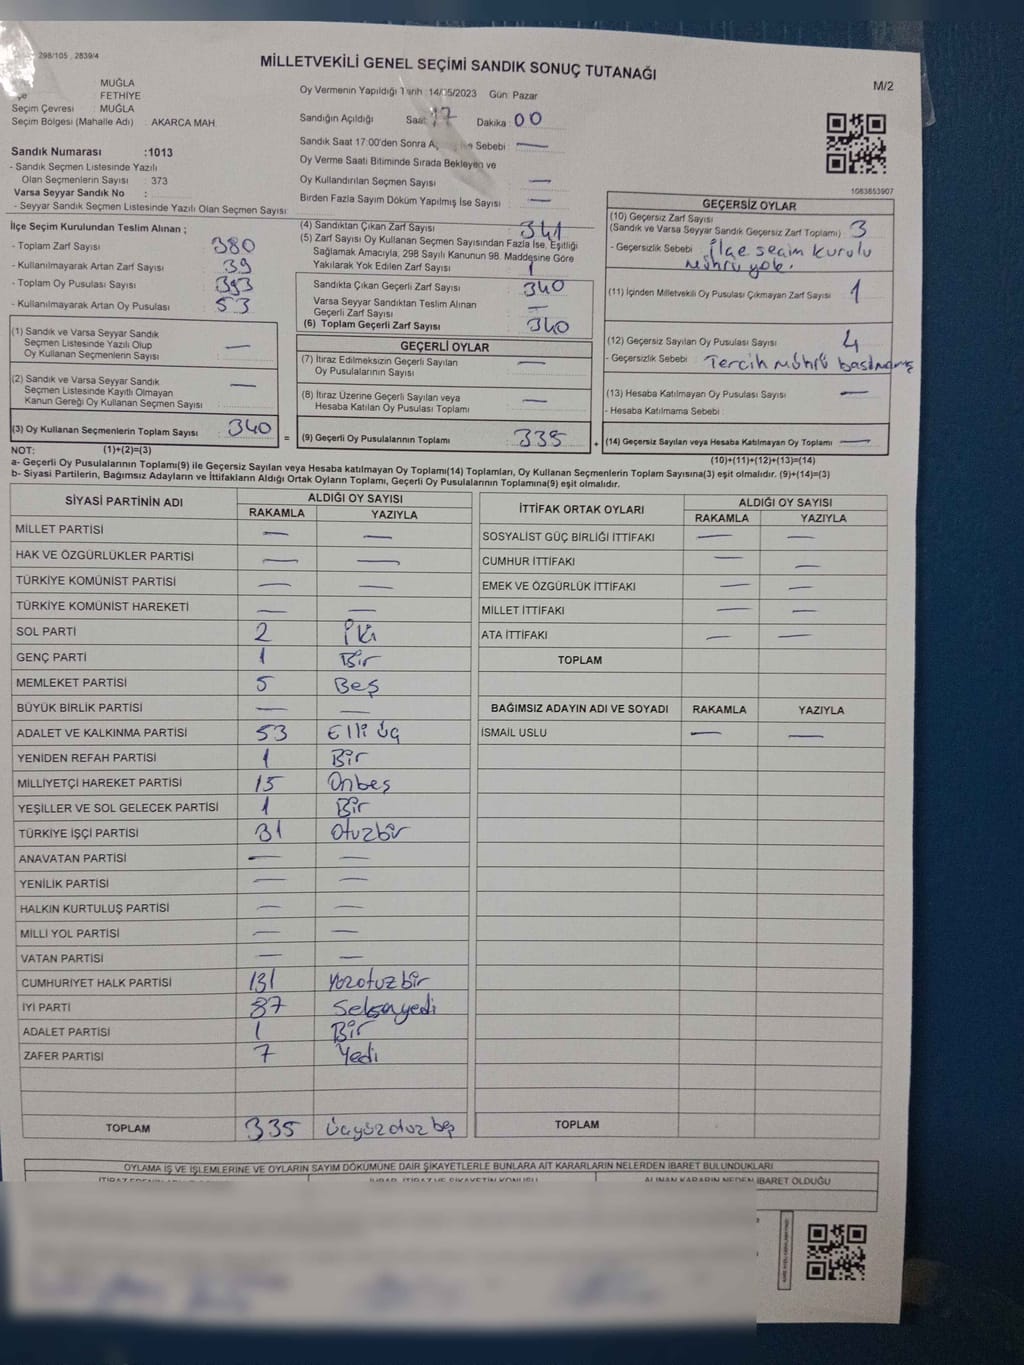 298/105 , 2839/4
MİLLETVEKİLİ GENEL SEÇİMİ SANDIK SONUÇ TUTANAĞI
M/2
MUĞLA
FETHİYE
Seçim Çevresi : MUĞLA
Seçim Bölgesi (Mahalle Adı) : AKARCA MAH.
Sandık Numarası :1013
- Sandık Seçmen Listesinde Yazılı
Olan Seçmenlerin Sayısı : 373
Varsa Seyyar Sandık No :
- Seyyar Sandık Seçmen Listesinde Yazılı Olan Seçmen Sayısı:
Oy Vermenin Yapıldığı Tarih :14/05/2023 Gün: Pazar
Sandığın Açıldığı Saat: 17 Dakika: 00
Sandık Saat 17:00'den Sonra Sebebi : —
Oy Verme Saati Bitiminde Sırada Bekleyen ve
Oy Kullandırılan Seçmen Sayısı : —
Birden Fazla Sayım Döküm Yapılmış İse Sayısı : —
1083853907
İlçe Seçim Kurulundan Teslim Alınan ;
- Toplam Zarf Sayısı : 380
- Kullanılmayarak Artan Zarf Sayısı : 39
- Toplam Oy Pusulası Sayısı : 393
- Kullanılmayarak Artan Oy Pusulası : 53
(1) Sandık ve Varsa Seyyar Sandık
Seçmen Listesinde Yazılı Olup
Oy Kullanan Seçmenlerin Sayısı : —
(2) Sandık ve Varsa Seyyar Sandık
Seçmen Listesinde Kayıtlı Olmayan
Kanun Gereği Oy Kullanan Seçmen Sayısı : —
(3) Oy Kullanan Seçmenlerin Toplam Sayısı : 340
(1)+(2)=(3)
(4) Sandıktan Çıkan Zarf Sayısı : 341
(5) Zarf Sayısı Oy Kullanan Seçmen Sayısından Fazla İse, Eşitliği
Sağlamak Amacıyla, 298 Sayılı Kanunun 98. Maddesine Göre
Yakılarak Yok Edilen Zarf Sayısı : 1
Sandıkta Çıkan Geçerli Zarf Sayısı : 340
Varsa Seyyar Sandıktan Teslim Alınan
Geçerli Zarf Sayısı : —
(6) Toplam Geçerli Zarf Sayısı : 340
GEÇERLİ OYLAR
(7) İtiraz Edilmeksizin Geçerli Sayılan
Oy Pusulalarının Sayısı : —
(8) İtiraz Üzerine Geçerli Sayılan veya
Hesaba Katılan Oy Pusulası Toplamı : —
= (9) Geçerli Oy Pusulalarının Toplamı : 335 +
GEÇERSİZ OYLAR
(10) Geçersiz Zarf Sayısı
(Sandık ve Varsa Seyyar Sandık Geçersiz Zarf Toplamı) : 3
- Geçersizlik Sebebi : İlçe seçim kurulu
mührü yok.
(11) İçinden Milletvekili Oy Pusulası Çıkmayan Zarf Sayısı : 1
(12) Geçersiz Sayılan Oy Pusulası Sayısı : 4
- Geçersizlik Sebebi : Tercih mührü basılmamış
(13) Hesaba Katılmayan Oy Pusulası Sayısı : —
- Hesaba Katılmama Sebebi :
(14) Geçersiz Sayılan veya Hesaba Katılmayan Oy Toplamı : —
(10)+(11)+(12)+(13)=(14)
NOT:
a- Geçerli Oy Pusulalarının Toplamı(9) ile Geçersiz Sayılan veya Hesaba katılmayan Oy Toplamı(14) Toplamları, Oy Kullanan Seçmenlerin Toplam Sayısına(3) eşit olmalıdır. (9)+(14)=(3)
b- Siyasi Partilerin, Bağımsız Adayların ve İttifakların Aldığı Ortak Oyların Toplamı, Geçerli Oy Pusulalarının Toplamına(9) eşit olmalıdır.
SİYASİ PARTİNİN ADI ALDIĞI OY SAYISI
RAKAMLA YAZIYLA
MİLLET PARTİSİ — —
HAK VE ÖZGÜRLÜKLER PARTİSİ — —
TÜRKİYE KOMÜNİST PARTİSİ — —
TÜRKİYE KOMÜNİST HAREKETİ — —
SOL PARTİ 2 İki
GENÇ PARTİ 1 Bir
MEMLEKET PARTİSİ 5 Beş
BÜYÜK BİRLİK PARTİSİ — —
ADALET VE KALKINMA PARTİSİ 53 Elli üç
YENİDEN REFAH PARTİSİ 1 Bir
MİLLİYETÇİ HAREKET PARTİSİ 15 Onbeş
YEŞİLLER VE SOL GELECEK PARTİSİ 1 Bir
TÜRKİYE İŞÇİ PARTİSİ 31 Otuzbir
ANAVATAN PARTİSİ — —
YENİLİK PARTİSİ — —
HALKIN KURTULUŞ PARTİSİ — —
MİLLİ YOL PARTİSİ — —
VATAN PARTİSİ — —
CUMHURİYET HALK PARTİSİ 131 Yüzotuzbir
İYİ PARTİ 87 Seksenyedi
ADALET PARTİSİ 1 Bir
ZAFER PARTİSİ 7 Yedi
TOPLAM 335 Üçyüzotuzbeş
İTTİFAK ORTAK OYLARI ALDIĞI OY SAYISI
RAKAMLA YAZIYLA
SOSYALİST GÜÇ BİRLİĞİ İTTİFAKI — —
CUMHUR İTTİFAKI — —
EMEK VE ÖZGÜRLÜK İTTİFAKI — —
MİLLET İTTİFAKI — —
ATA İTTİFAKI — —
TOPLAM
BAĞIMSIZ ADAYIN ADI VE SOYADI RAKAMLA YAZIYLA
İSMAİL USLU — —
TOPLAM
OYLAMA İŞ VE İŞLEMLERİNE VE OYLARIN SAYIM DÖKÜMÜNE DAİR ŞİKAYETLERLE BUNLARA AİT KARARLARIN NELERDEN İBARET BULUNDUKLARI
İHBAR, İTİRAZ VE ŞİKAYETİN KONUSU ALINAN KARARIN NEDEN İBARET OLDUĞU